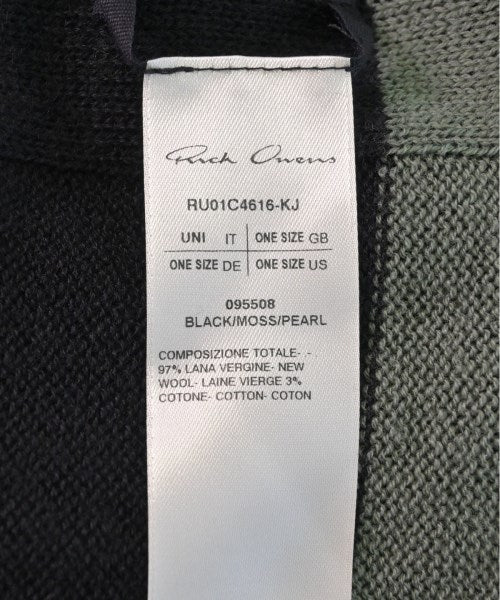 Rick Owens
RU01C4616-KJ
UNI IT ONE SIZE GB
ONE SIZE DE ONE SIZE US
095508
BLACK/MOSS/PEARL
COMPOSIZIONE TOTALE- .-
97% LANA VERGINE- NEW
WOOL- LAINE VIERGE 3%
COTONE- COTTON- COTON